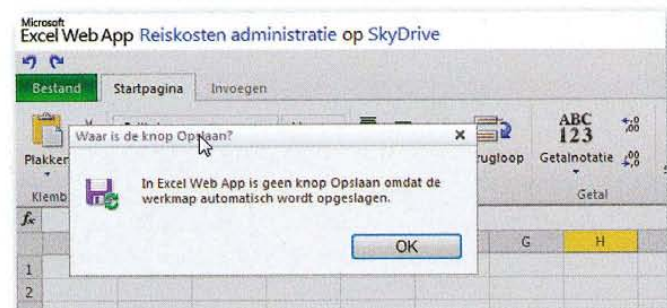 Microsoft
Excel Web App Reiskosten administratie op SkyDrive
Bestand Startpagina Invoegen
Waar is de knop Opslaan?
ABC
123
Plakken
rugloop Getalnotatie
In Excel Web App is geen knop Opslaan omdat de
werkmap automatisch wordt opgeslagen.
Klemb
Getal
OK
fx
G H
1
2